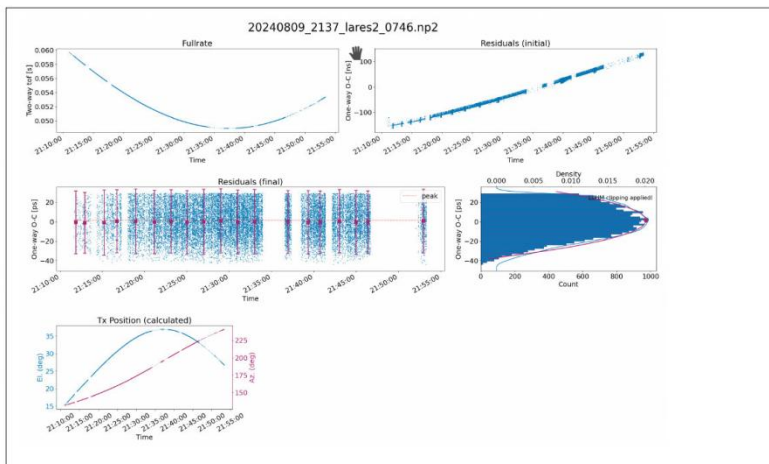 20240809_2137_lares2_0746.np2
Fullrate
Two-way tof [s]
0.060
0.058
0.055
0.052
0.050
21:10:00 21:15:00 21:20:00 21:25:00 21:30:00 21:35:00 21:40:00 21:45:00 21:50:00 21:55:00
Time
Residuals (initial)
One-way O-C [ns]
100
0
−100
21:10:00 21:15:00 21:20:00 21:25:00 21:30:00 21:35:00 21:40:00 21:45:00 21:50:00 21:55:00
Time
Residuals (final)
One-way O-C [ps]
20
0
−20
−40
peak
21:10:00 21:15:00 21:20:00 21:25:00 21:30:00 21:35:00 21:40:00 21:45:00 21:50:00 21:55:00
Time
Density
0.000 0.005 0.010 0.015 0.020
clipping applied!
One-way O-C [ps]
20
0
−20
−40
0 200 400 600 800 1000
Count
Tx Position (calculated)
El. (deg)
35
30
25
20
15
Az. (deg)
225
200
175
150
21:10:00 21:15:00 21:20:00 21:25:00 21:30:00 21:35:00 21:40:00 21:45:00 21:50:00 21:55:00
Time